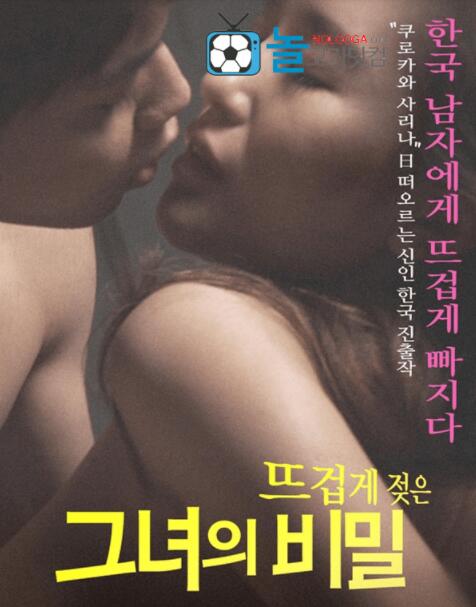 NOLGOGA
놀
한국 남자에게 뜨겁게 빠지다
"쿠로카와 사리나" 日 떠오르는 신인 한국 진출작
뜨겁게 젖은
그녀의 비밀